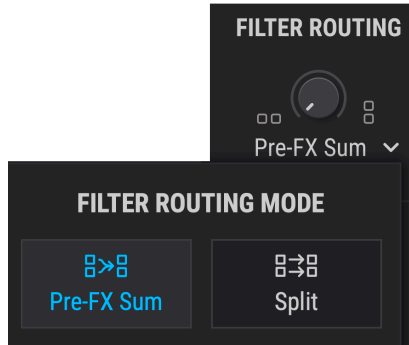 FILTER ROUTING
Pre-FX Sum
FILTER ROUTING MODE
Pre-FX Sum
Split